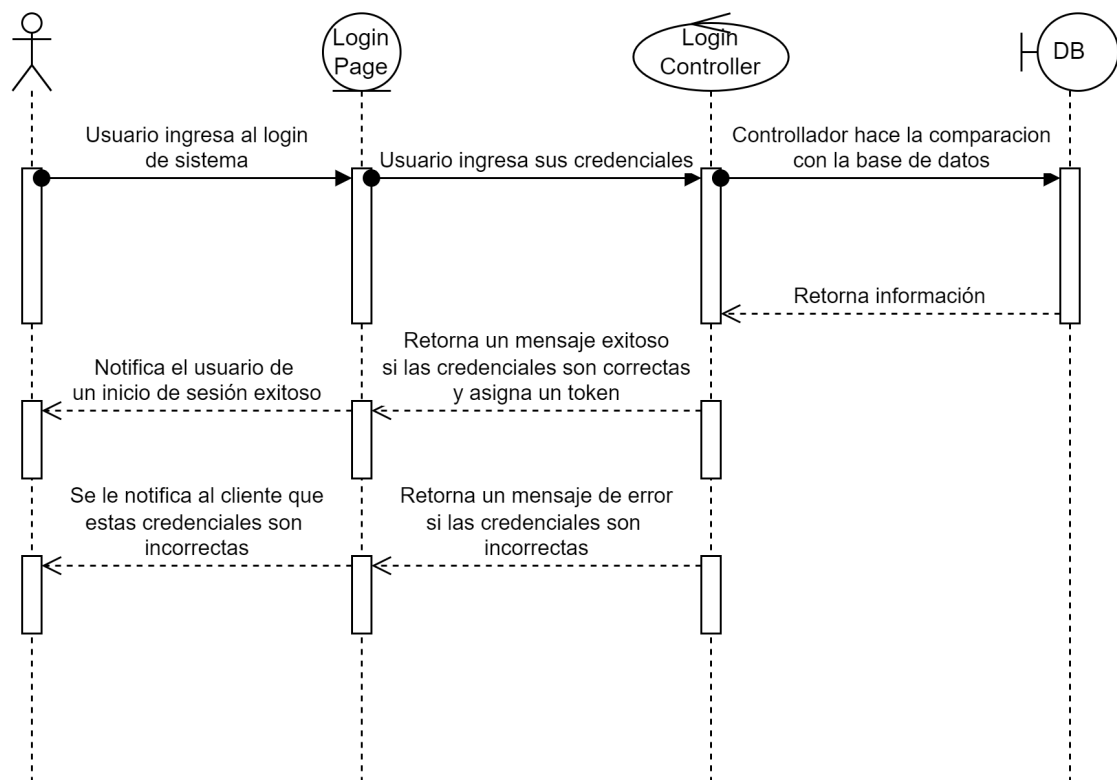 Login
Page
Login
Controller
DB
Usuario ingresa al login
de sistema
Usuario ingresa sus credenciales
Controllador hace la comparacion
con la base de datos
Retorna información
Retorna un mensaje exitoso
si las credenciales son correctas
y asigna un token
Notifica el usuario de
un inicio de sesión exitoso
Se le notifica al cliente que
estas credenciales son
incorrectas
Retorna un mensaje de error
si las credenciales son
incorrectas